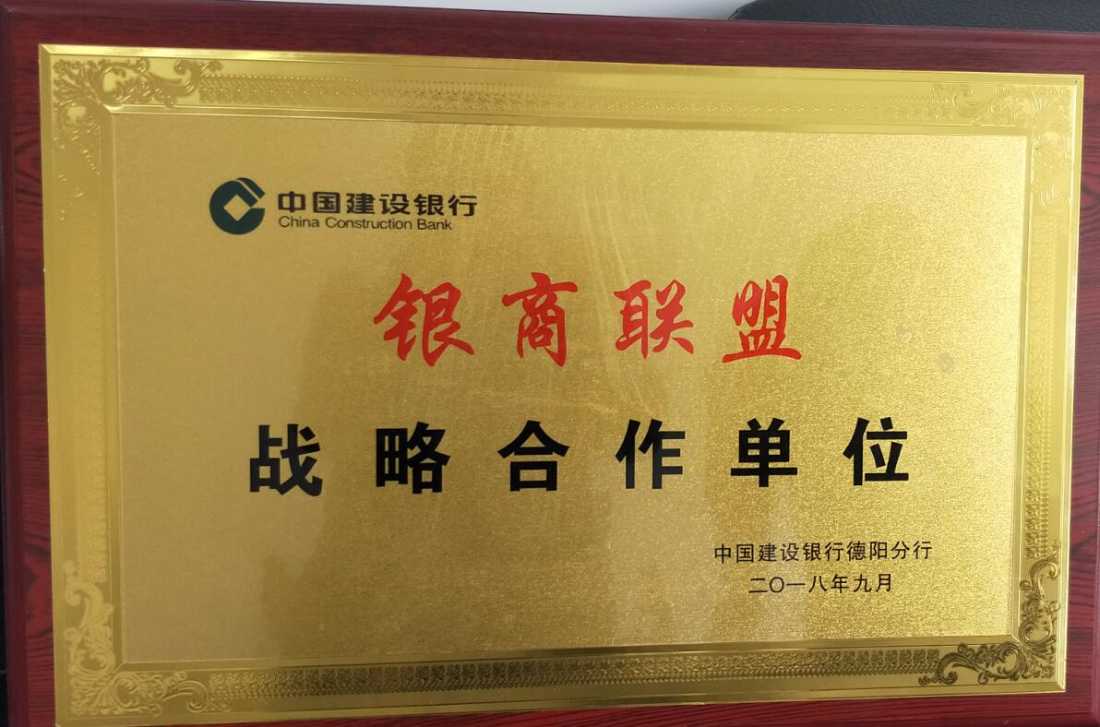 中国建设银行
China Construction Bank
银商联盟
战略合作单位
中国建设银行德阳分行
二〇一八年九月